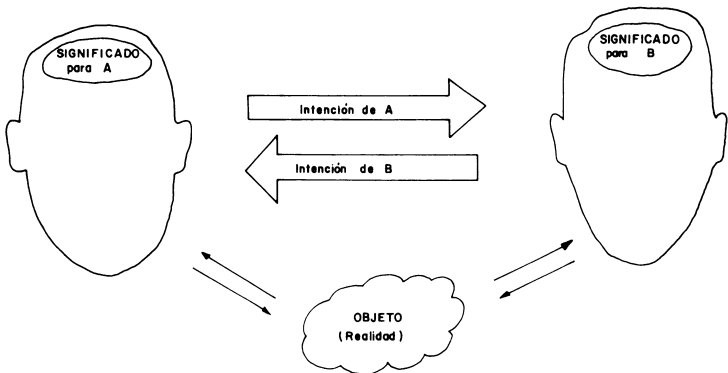 SIGNIFICADO
para A
SIGNIFICADO
para B
Intención de A
Intención de B
OBJETO
(Realidad)